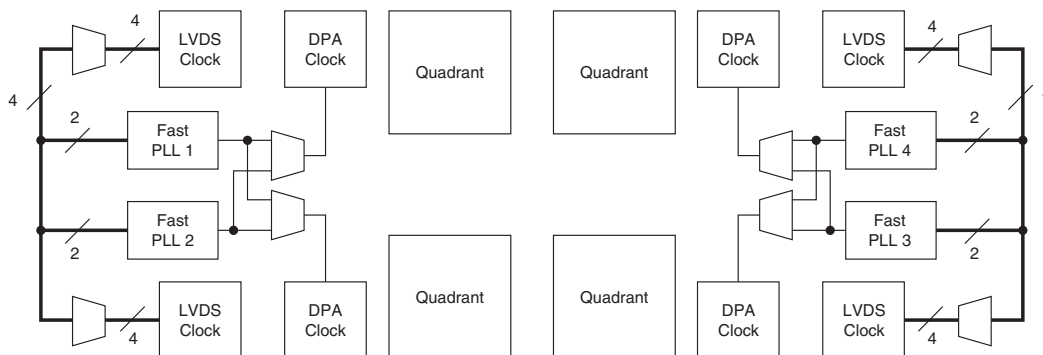 4
LVDS
Clock
DPA
Clock
Quadrant
Quadrant
DPA
Clock
LVDS
Clock
4
4
2
Fast
PLL 1
Fast
PLL 4
2
2
Fast
PLL 2
Fast
PLL 3
2
4
LVDS
Clock
DPA
Clock
Quadrant
Quadrant
DPA
Clock
LVDS
Clock
4